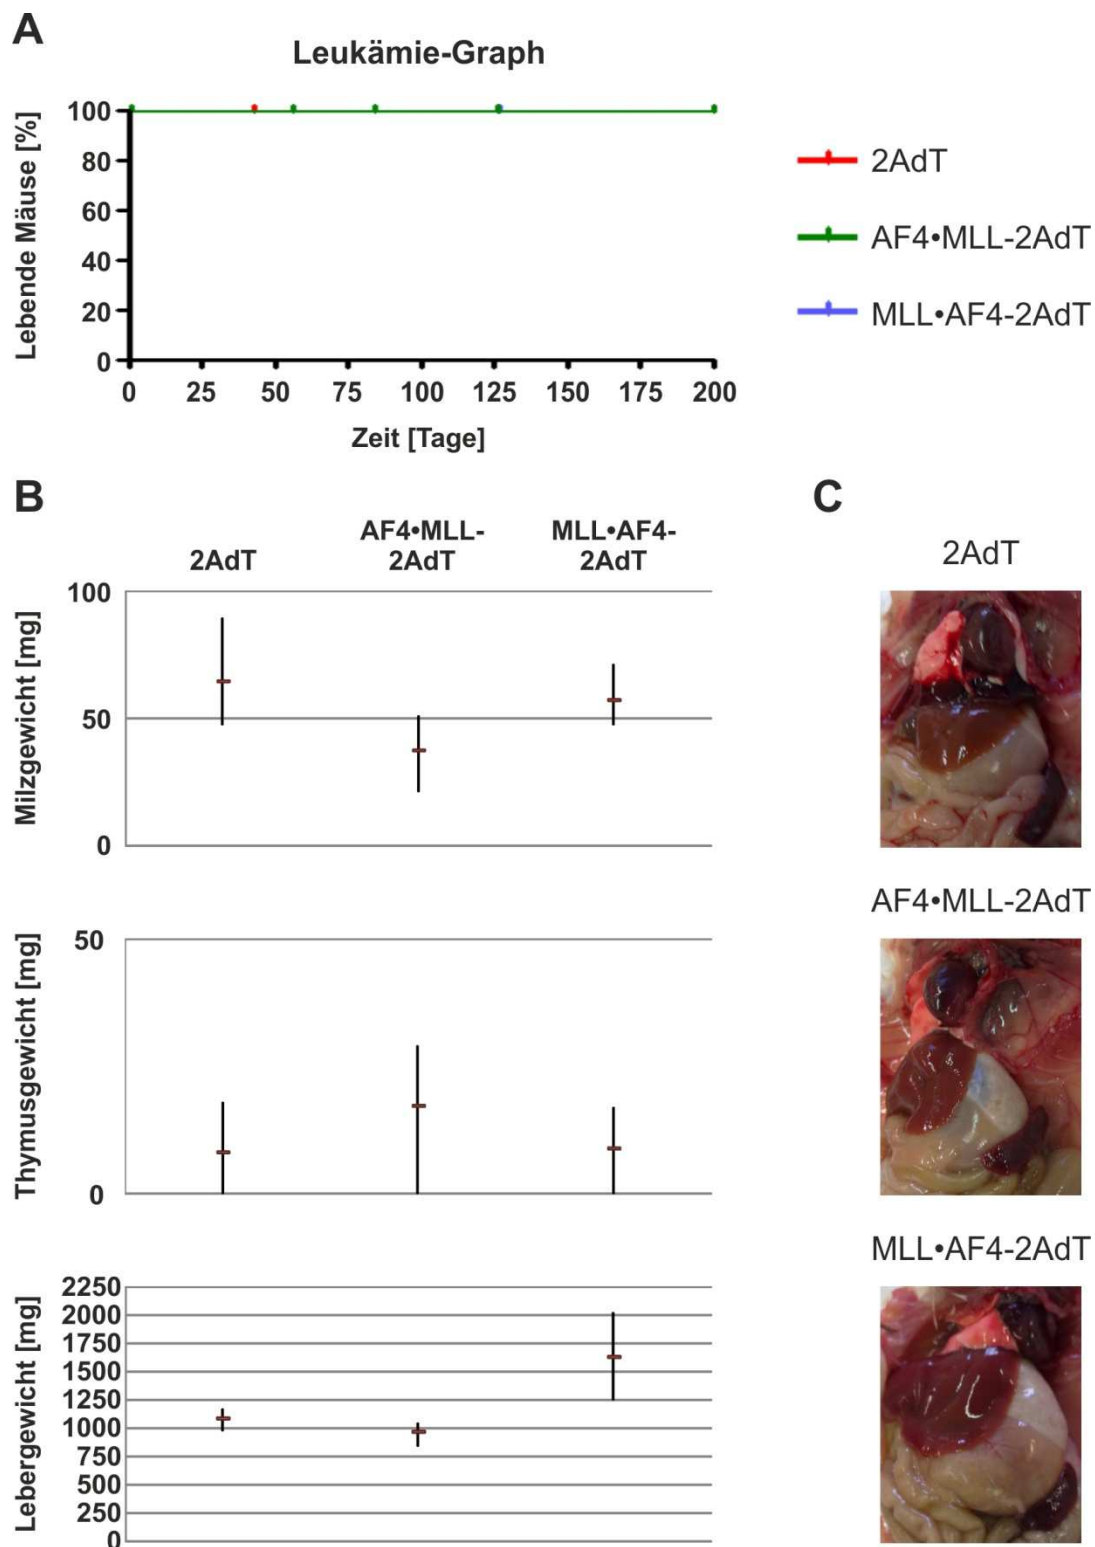 A
Leukämie-Graph
Lebende Mäuse [%]
100
80
60
40
20
0
0 25 50 75 100 125 150 175 200
Zeit [Tage]
2AdT
AF4•MLL-2AdT
MLL•AF4-2AdT
B
2AdT
AF4•MLL-
2AdT
MLL•AF4-
2AdT
Milzgewicht [mg]
100
50
0
Thymusgewicht [mg]
50
0
Lebergewicht [mg]
2250
2000
1750
1500
1250
1000
750
500
250
0
C
2AdT
AF4•MLL-2AdT
MLL•AF4-2AdT